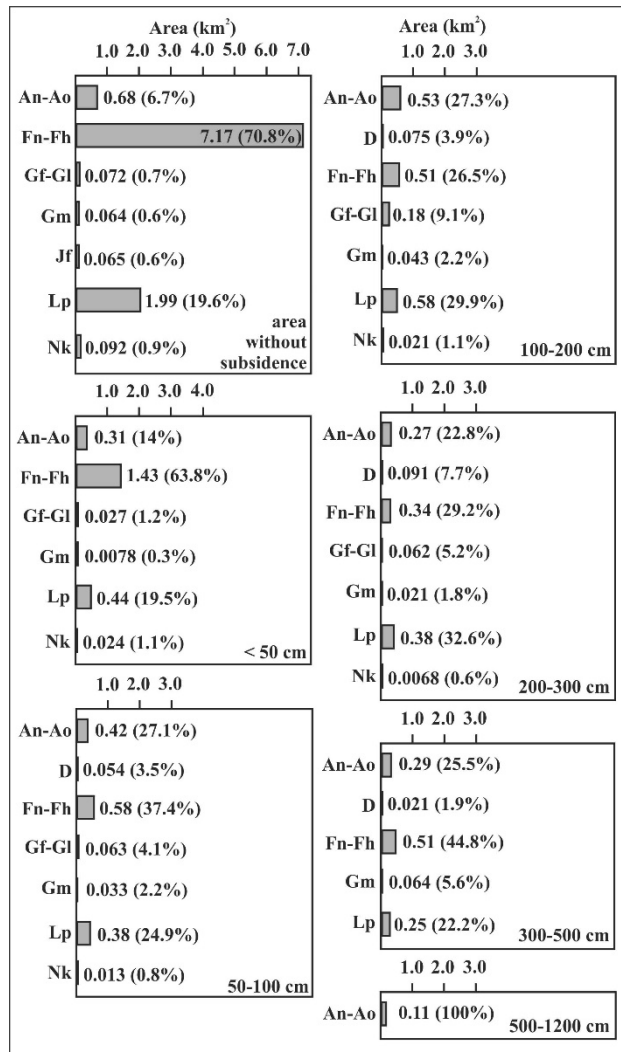 Area (km²)
1.0 2.0 3.0 4.0 5.0 6.0 7.0
An-Ao 0.68 (6.7%)
Fn-Fh 7.17 (70.8%)
Gf-Gl 0.072 (0.7%)
Gm 0.064 (0.6%)
Jf 0.065 (0.6%)
Lp 1.99 (19.6%)
Nk 0.092 (0.9%)
area
without
subsidence
1.0 2.0 3.0 4.0
An-Ao 0.31 (14%)
Fn-Fh 1.43 (63.8%)
Gf-Gl 0.027 (1.2%)
Gm 0.0078 (0.3%)
Lp 0.44 (19.5%)
Nk 0.024 (1.1%)
< 50 cm
1.0 2.0 3.0
An-Ao 0.42 (27.1%)
D 0.054 (3.5%)
Fn-Fh 0.58 (37.4%)
Gf-Gl 0.063 (4.1%)
Gm 0.033 (2.2%)
Lp 0.38 (24.9%)
Nk 0.013 (0.8%)
50-100 cm
Area (km²)
1.0 2.0 3.0
An-Ao 0.53 (27.3%)
D 0.075 (3.9%)
Fn-Fh 0.51 (26.5%)
Gf-Gl 0.18 (9.1%)
Gm 0.043 (2.2%)
Lp 0.58 (29.9%)
Nk 0.021 (1.1%)
100-200 cm
1.0 2.0 3.0
An-Ao 0.27 (22.8%)
D 0.091 (7.7%)
Fn-Fh 0.34 (29.2%)
Gf-Gl 0.062 (5.2%)
Gm 0.021 (1.8%)
Lp 0.38 (32.6%)
Nk 0.0068 (0.6%)
200-300 cm
1.0 2.0 3.0
An-Ao 0.29 (25.5%)
D 0.021 (1.9%)
Fn-Fh 0.51 (44.8%)
Gm 0.064 (5.6%)
Lp 0.25 (22.2%)
300-500 cm
1.0 2.0 3.0
An-Ao 0.11 (100%)
500-1200 cm